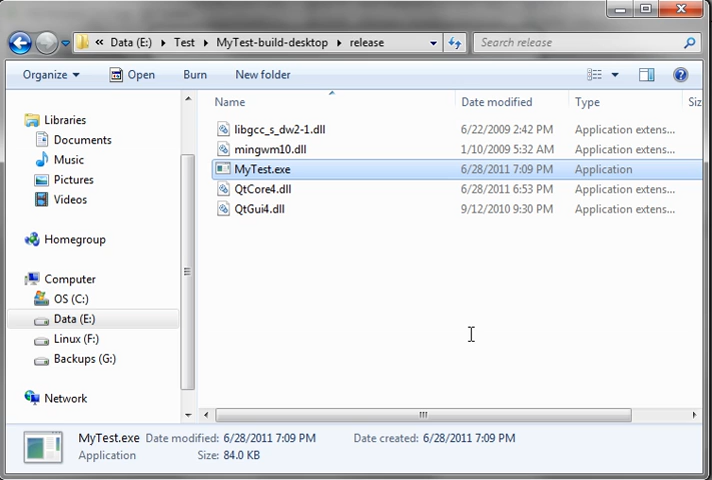 « Data (E:) Test MyTest-build-desktop release Search release
Organize Open Burn New folder
Name Date modified Type Siz
Libraries
Documents
Music
Pictures
Videos
Homegroup
Computer
OS (C:)
Data (E:)
Linux (F:)
Backups (G:)
Network
libgcc_s_dw2-1.dll 6/22/2009 2:42 PM Application extens...
mingwm10.dll 1/10/2009 5:32 AM Application extens...
MyTest.exe 6/28/2011 7:09 PM Application
QtCore4.dll 6/28/2011 6:53 PM Application extens...
QtGui4.dll 9/12/2010 9:30 PM Application extens...
MyTest.exe Date modified: 6/28/2011 7:09 PM Date created: 6/28/2011 7:09 PM
Application Size: 84.0 KB